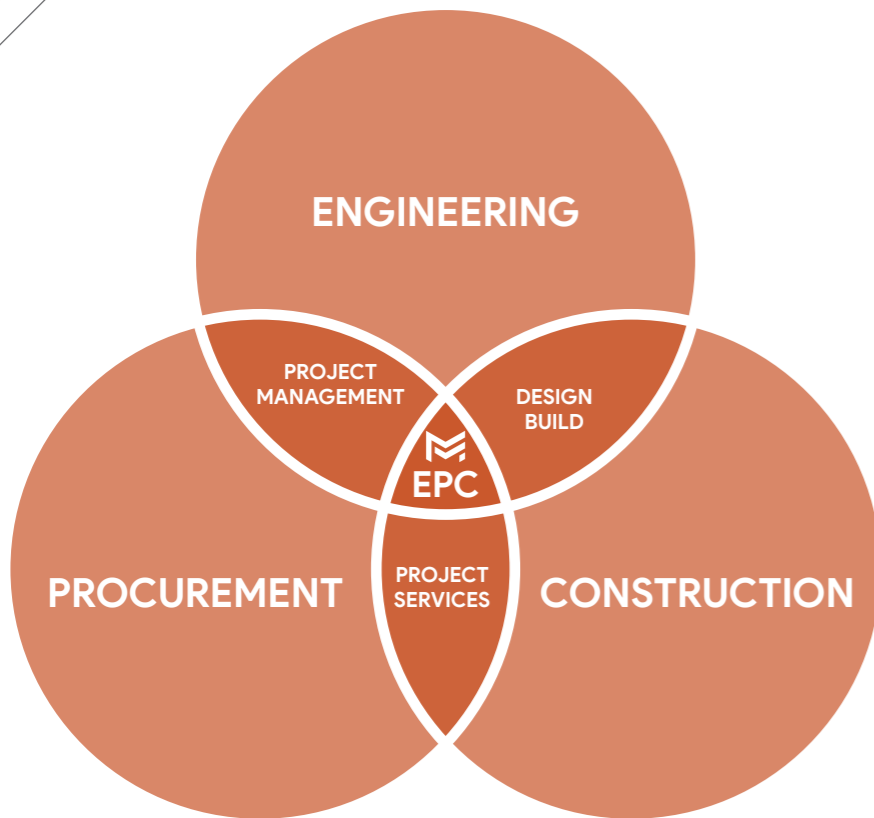 ENGINEERING
PROJECT
MANAGEMENT
DESIGN
BUILD
EPC
PROCUREMENT
PROJECT
SERVICES
CONSTRUCTION